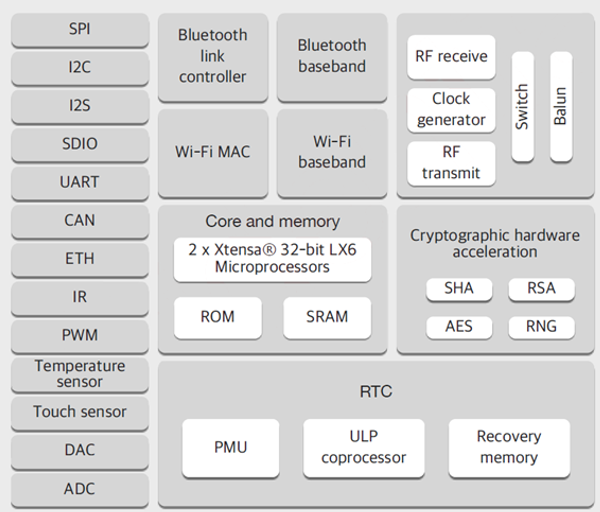 SPI
I2C
I2S
SDIO
UART
CAN
ETH
IR
PWM
Temperature
sensor
Touch sensor
DAC
ADC
Bluetooth
link
controller
Bluetooth
baseband
Wi-Fi MAC
Wi-Fi
baseband
RF receive
Clock
generator
RF
transmit
Switch
Balun
Core and memory
2 x Xtensa® 32-bit LX6
Microprocessors
ROM
SRAM
Cryptographic hardware
acceleration
SHA
RSA
AES
RNG
RTC
PMU
ULP
coprocessor
Recovery
memory